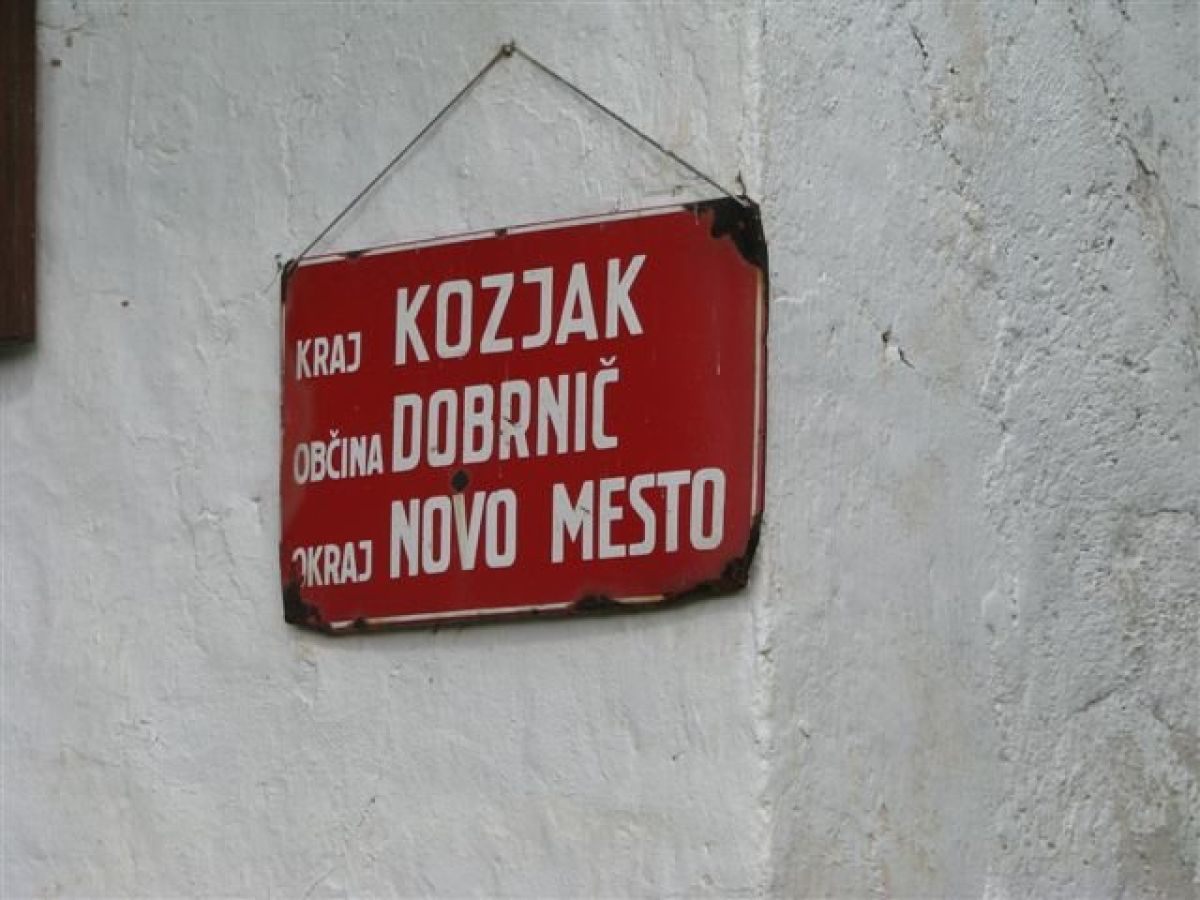 KRAJ KOZJAK
OBČINA DOBRNIČ
OKRAJ NOVO MESTO